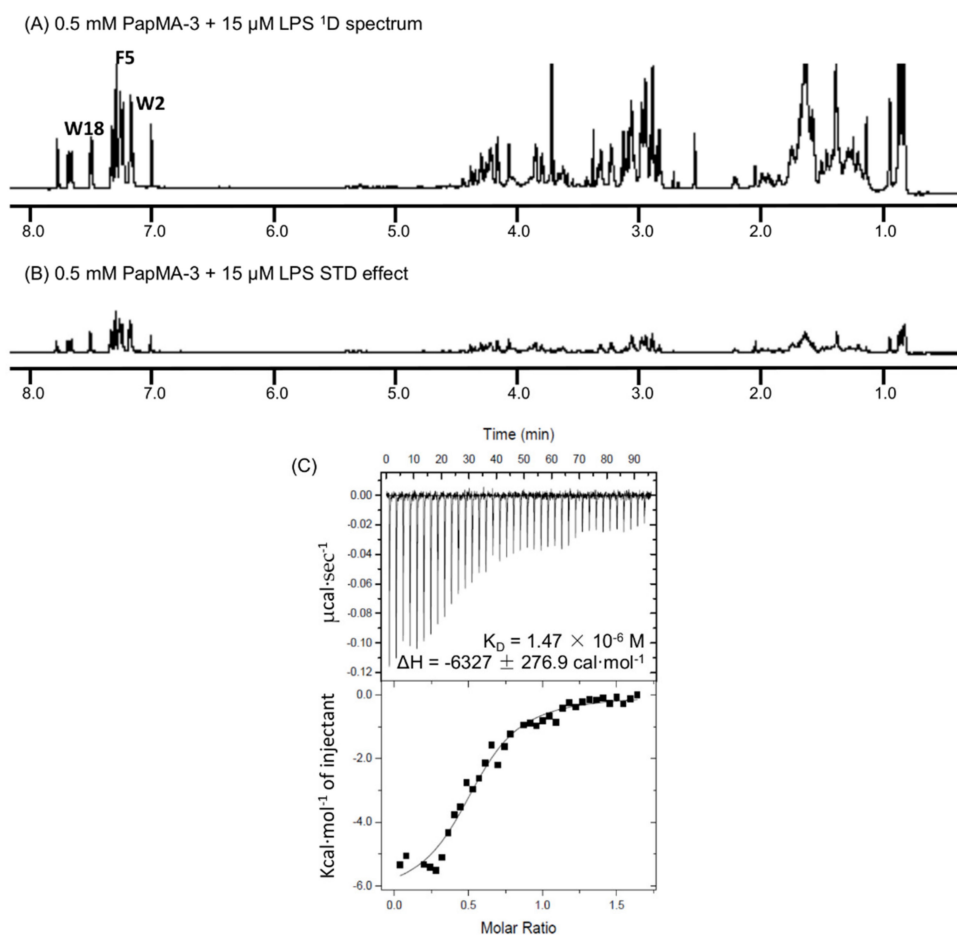 (A) 0.5 mM PapMA-3 + 15 µM LPS ¹D spectrum
F5
W18
W2
8.0 7.0 6.0 5.0 4.0 3.0 2.0 1.0
(B) 0.5 mM PapMA-3 + 15 µM LPS STD effect
8.0 7.0 6.0 5.0 4.0 3.0 2.0 1.0
(C)
Time (min)
0 10 20 30 40 50 60 70 80 90
0.00
-0.02
-0.04
-0.06
-0.08
-0.10
-0.12
µcal·sec⁻¹
K_D = 1.47 × 10⁻⁶ M
ΔH = -6327 ± 276.9 cal·mol⁻¹
0.0
-2.0
-4.0
-6.0
Kcal·mol⁻¹ of injectant
0.0 0.5 1.0 1.5
Molar Ratio